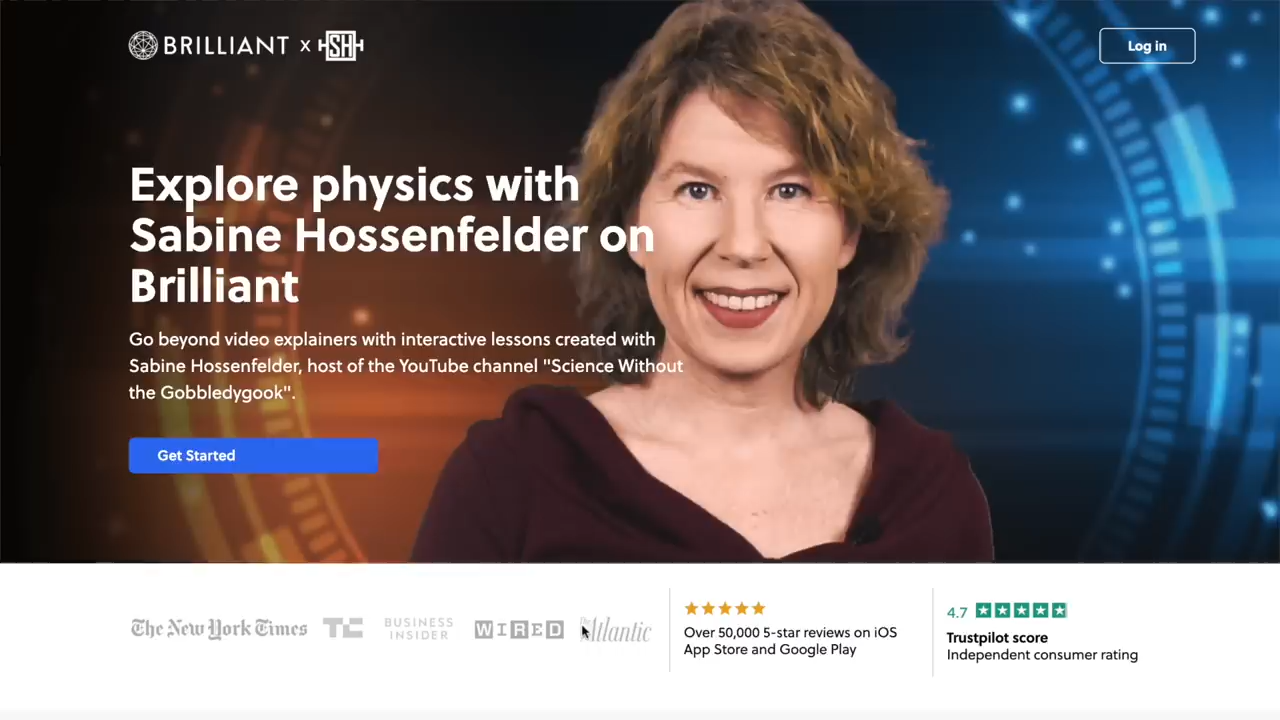 BRILLIANT x SH
Log in
Explore physics with
Sabine Hossenfelder on
Brilliant
Go beyond video explainers with interactive lessons created with
Sabine Hossenfelder, host of the YouTube channel "Science Without
the Gobbledygook".
Get Started
The New York Times
TC
BUSINESS
INSIDER
WIRED
The Atlantic
Over 50,000 5-star reviews on iOS
App Store and Google Play
4.7
Trustpilot score
Independent consumer rating